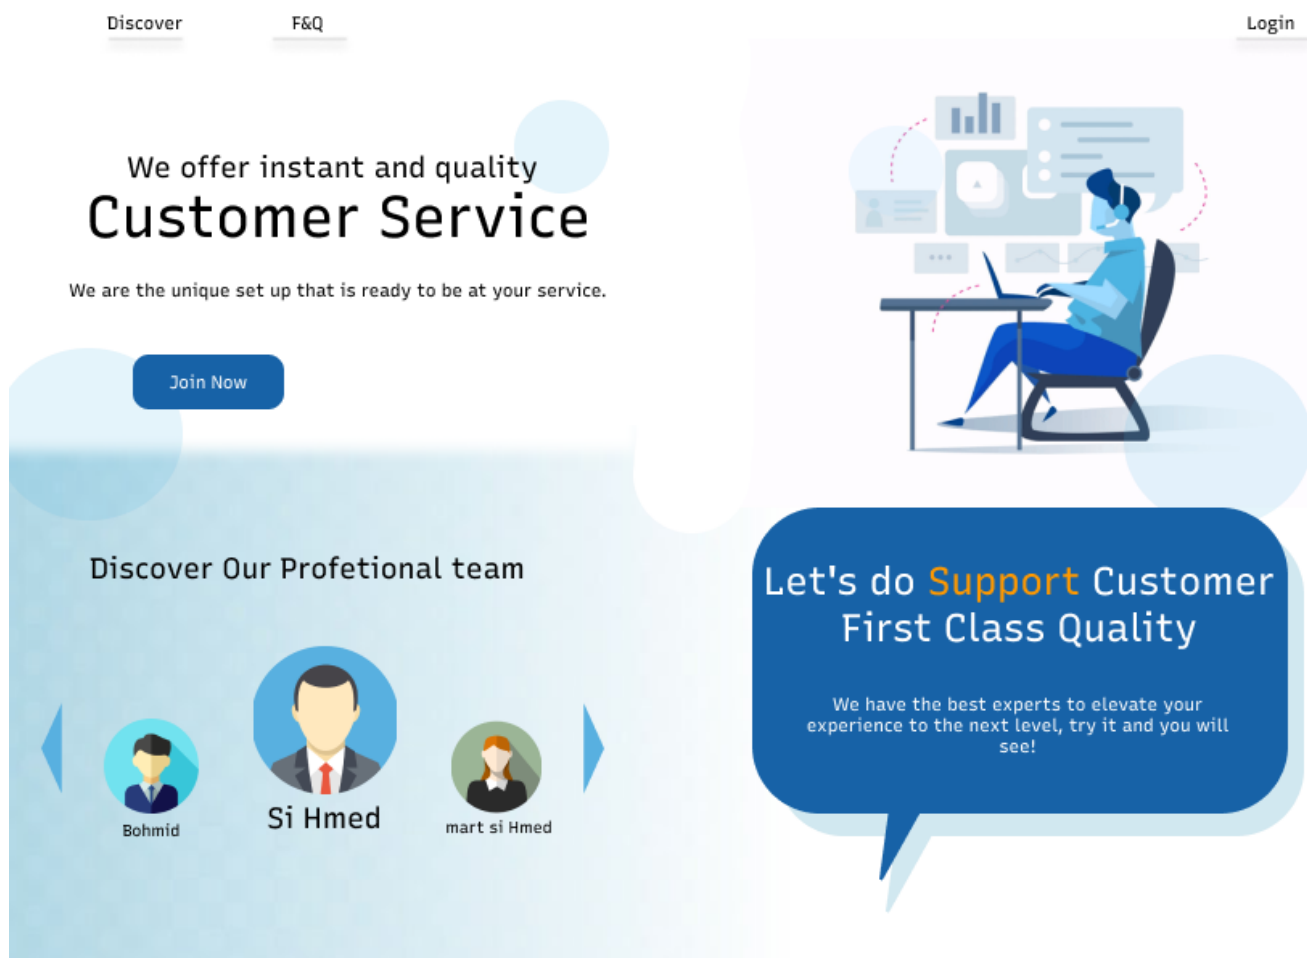 Discover
F&Q
Login
We offer instant and quality
Customer Service
We are the unique set up that is ready to be at your service.
Join Now
Discover Our Profetional team
Bohmid
Si Hmed
mart si Hmed
Let's do Support Customer
First Class Quality
We have the best experts to elevate your
experience to the next level, try it and you will
see!